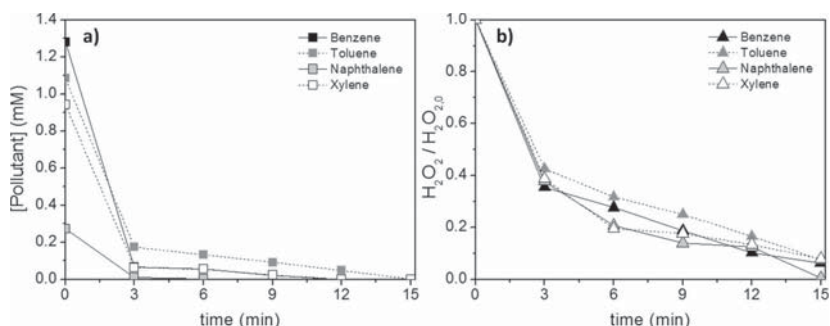 a)
Benzene
Toluene
Naphthalene
Xylene
[Pollutant] (mM)
1.4
1.2
1.0
0.8
0.6
0.4
0.2
0.0
0 3 6 9 12 15
time (min)
b)
Benzene
Toluene
Naphthalene
Xylene
H₂O₂ / H₂O₂,₀
1,0
0.8
0.6
0.4
0.2
0.0
0 3 6 9 12 15
time (min)